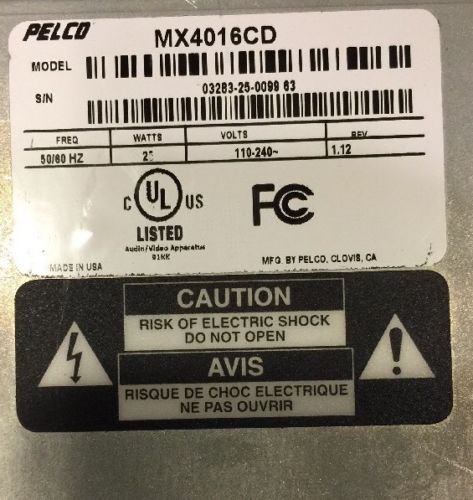 PELCO MX4016CD
MODEL
03283-25-0099 83
S/N
FREQ WATTS VOLTS REV
50/60 HZ 110-240~ 1.12
C UL US FC
LISTED
Audio/Video Apparatus
91KK
MADE IN USA MFG. BY PELCO, CLOVIS, CA
CAUTION
RISK OF ELECTRIC SHOCK
DO NOT OPEN
AVIS
RISQUE DE CHOC ELECTRIQUE
NE PAS OUVRIR